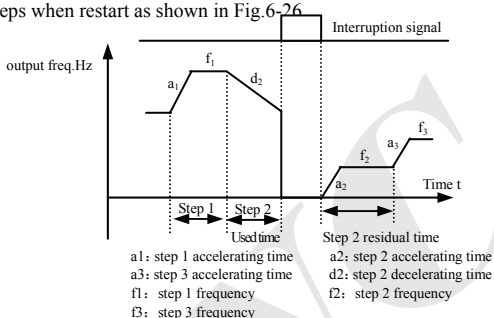 eps when restart as shown in Fig.6-26
Interruption signal
output freq.Hz
f1
a1
d2
f3
a3
f2
a2
Time t
Step 1 Step 2
Used time Step 2 residual time
a1: step 1 accelerating time a2: step 2 accelerating time
a3: step 3 accelerating time d2: step 2 decelerating time
f1: step 1 frequency f2: step 2 frequency
f3: step 3 frequency